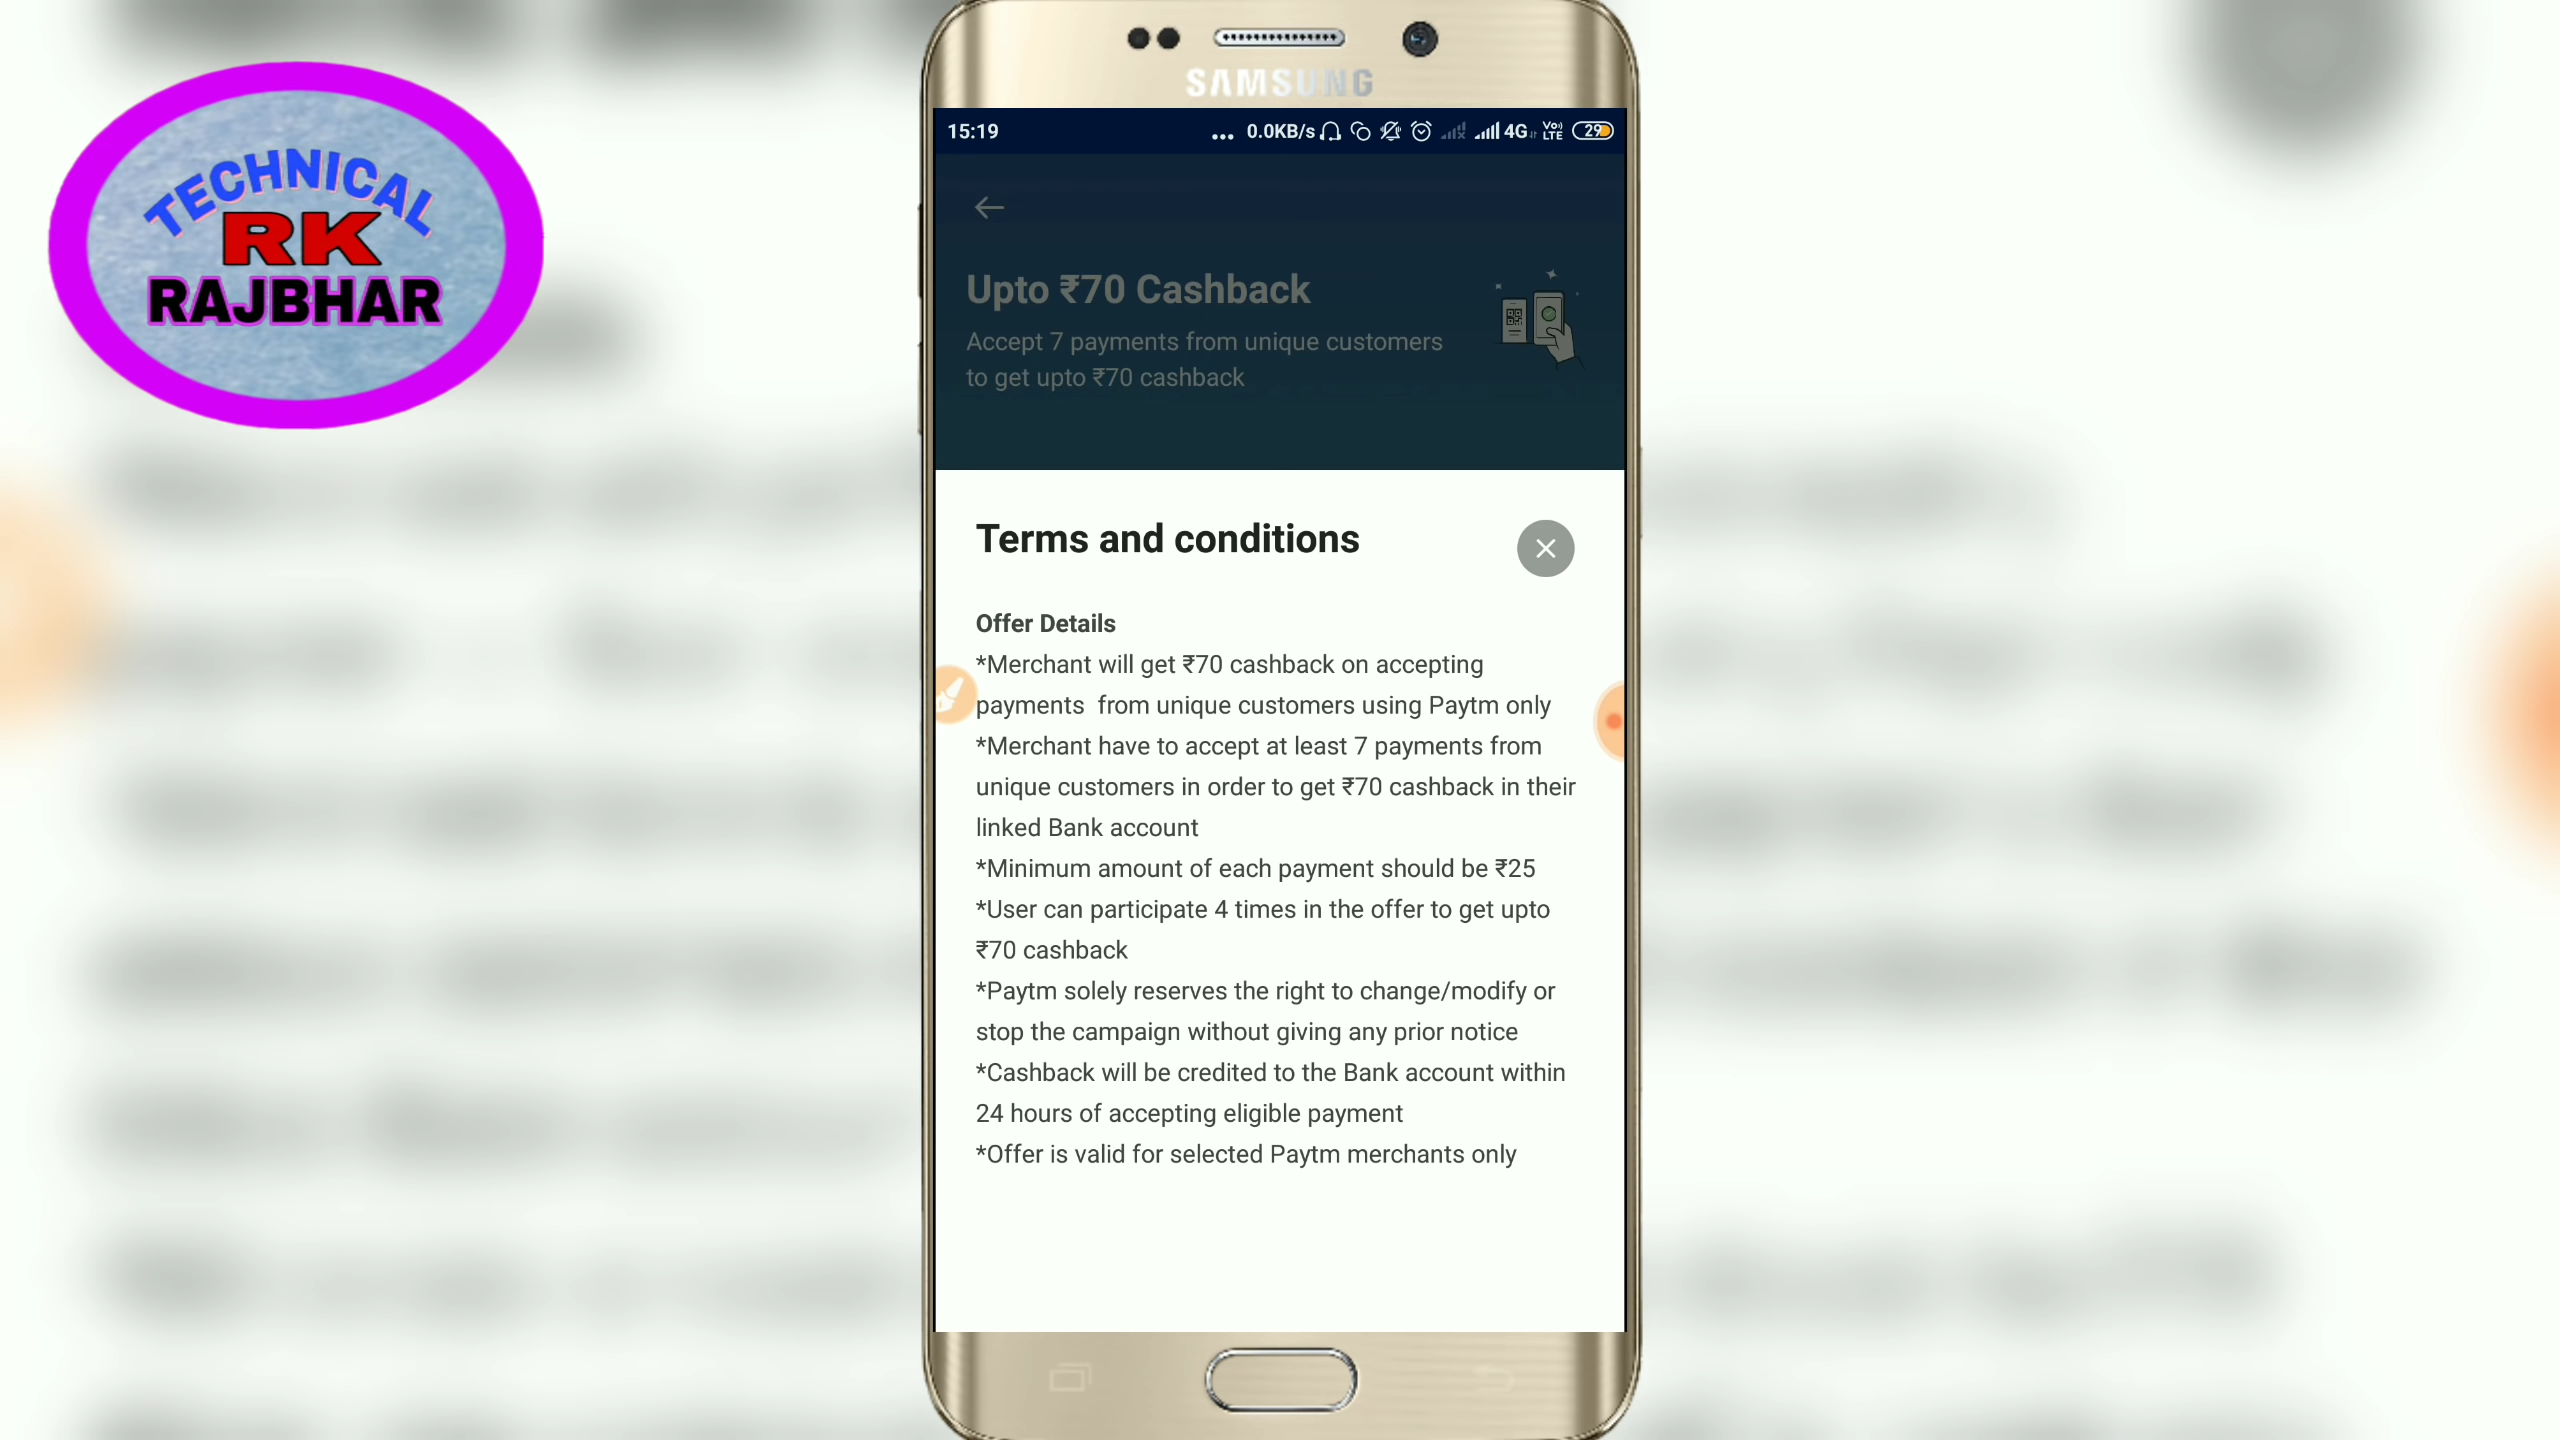 TECHNICAL
RK
RAJBHAR
SAMSUNG
15:19
... 0.0KB/s 4G Vo) LTE 29
Upto ₹70 Cashback
Accept 7 payments from unique customers
to get upto ₹70 cashback
Terms and conditions
Offer Details
*Merchant will get ₹70 cashback on accepting
payments  from unique customers using Paytm only
*Merchant have to accept at least 7 payments from
unique customers in order to get ₹70 cashback in their
linked Bank account
*Minimum amount of each payment should be ₹25
*User can participate 4 times in the offer to get upto
₹70 cashback
*Paytm solely reserves the right to change/modify or
stop the campaign without giving any prior notice
*Cashback will be credited to the Bank account within
24 hours of accepting eligible payment
*Offer is valid for selected Paytm merchants only